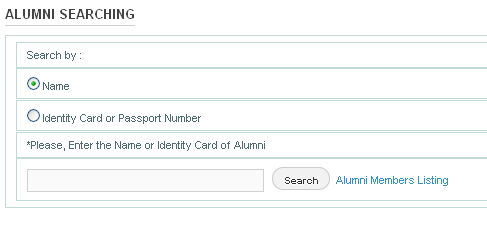 ALUMNI SEARCHING
Search by :
Name
Identity Card or Passport Number
*Please, Enter the Name or Identity Card of Alumni
Search Alumni Members Listing